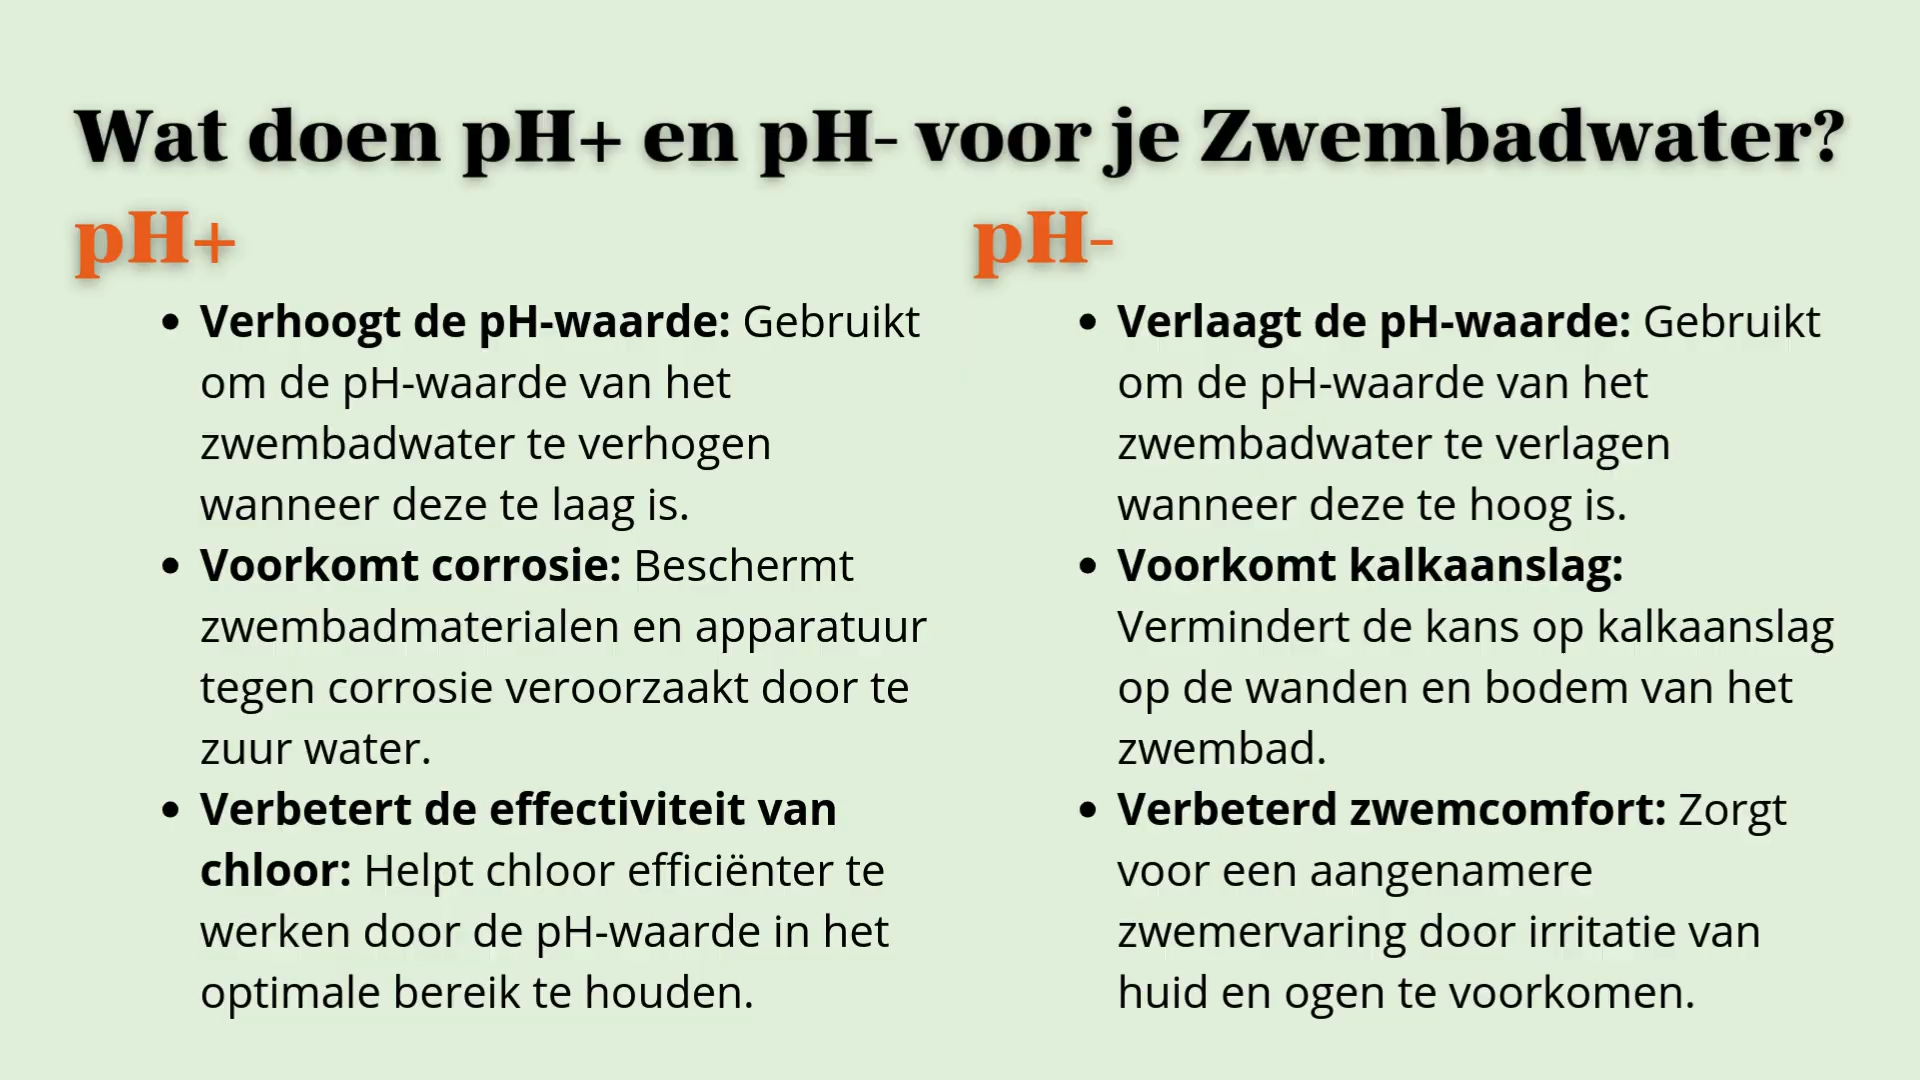 Wat doen pH+ en pH- voor je Zwembadwater?
pH+
• Verhoogt de pH-waarde: Gebruikt
om de pH-waarde van het
zwembadwater te verhogen
wanneer deze te laag is.
• Voorkomt corrosie: Beschermt
zwembadmaterialen en apparatuur
tegen corrosie veroorzaakt door te
zuur water.
• Verbetert de effectiviteit van
chloor: Helpt chloor efficiënter te
werken door de pH-waarde in het
optimale bereik te houden.
pH-
• Verlaagt de pH-waarde: Gebruikt
om de pH-waarde van het
zwembadwater te verlagen
wanneer deze te hoog is.
• Voorkomt kalkaanslag:
Vermindert de kans op kalkaanslag
op de wanden en bodem van het
zwembad.
• Verbeterd zwemcomfort: Zorgt
voor een aangenamere
zwemervaring door irritatie van
huid en ogen te voorkomen.